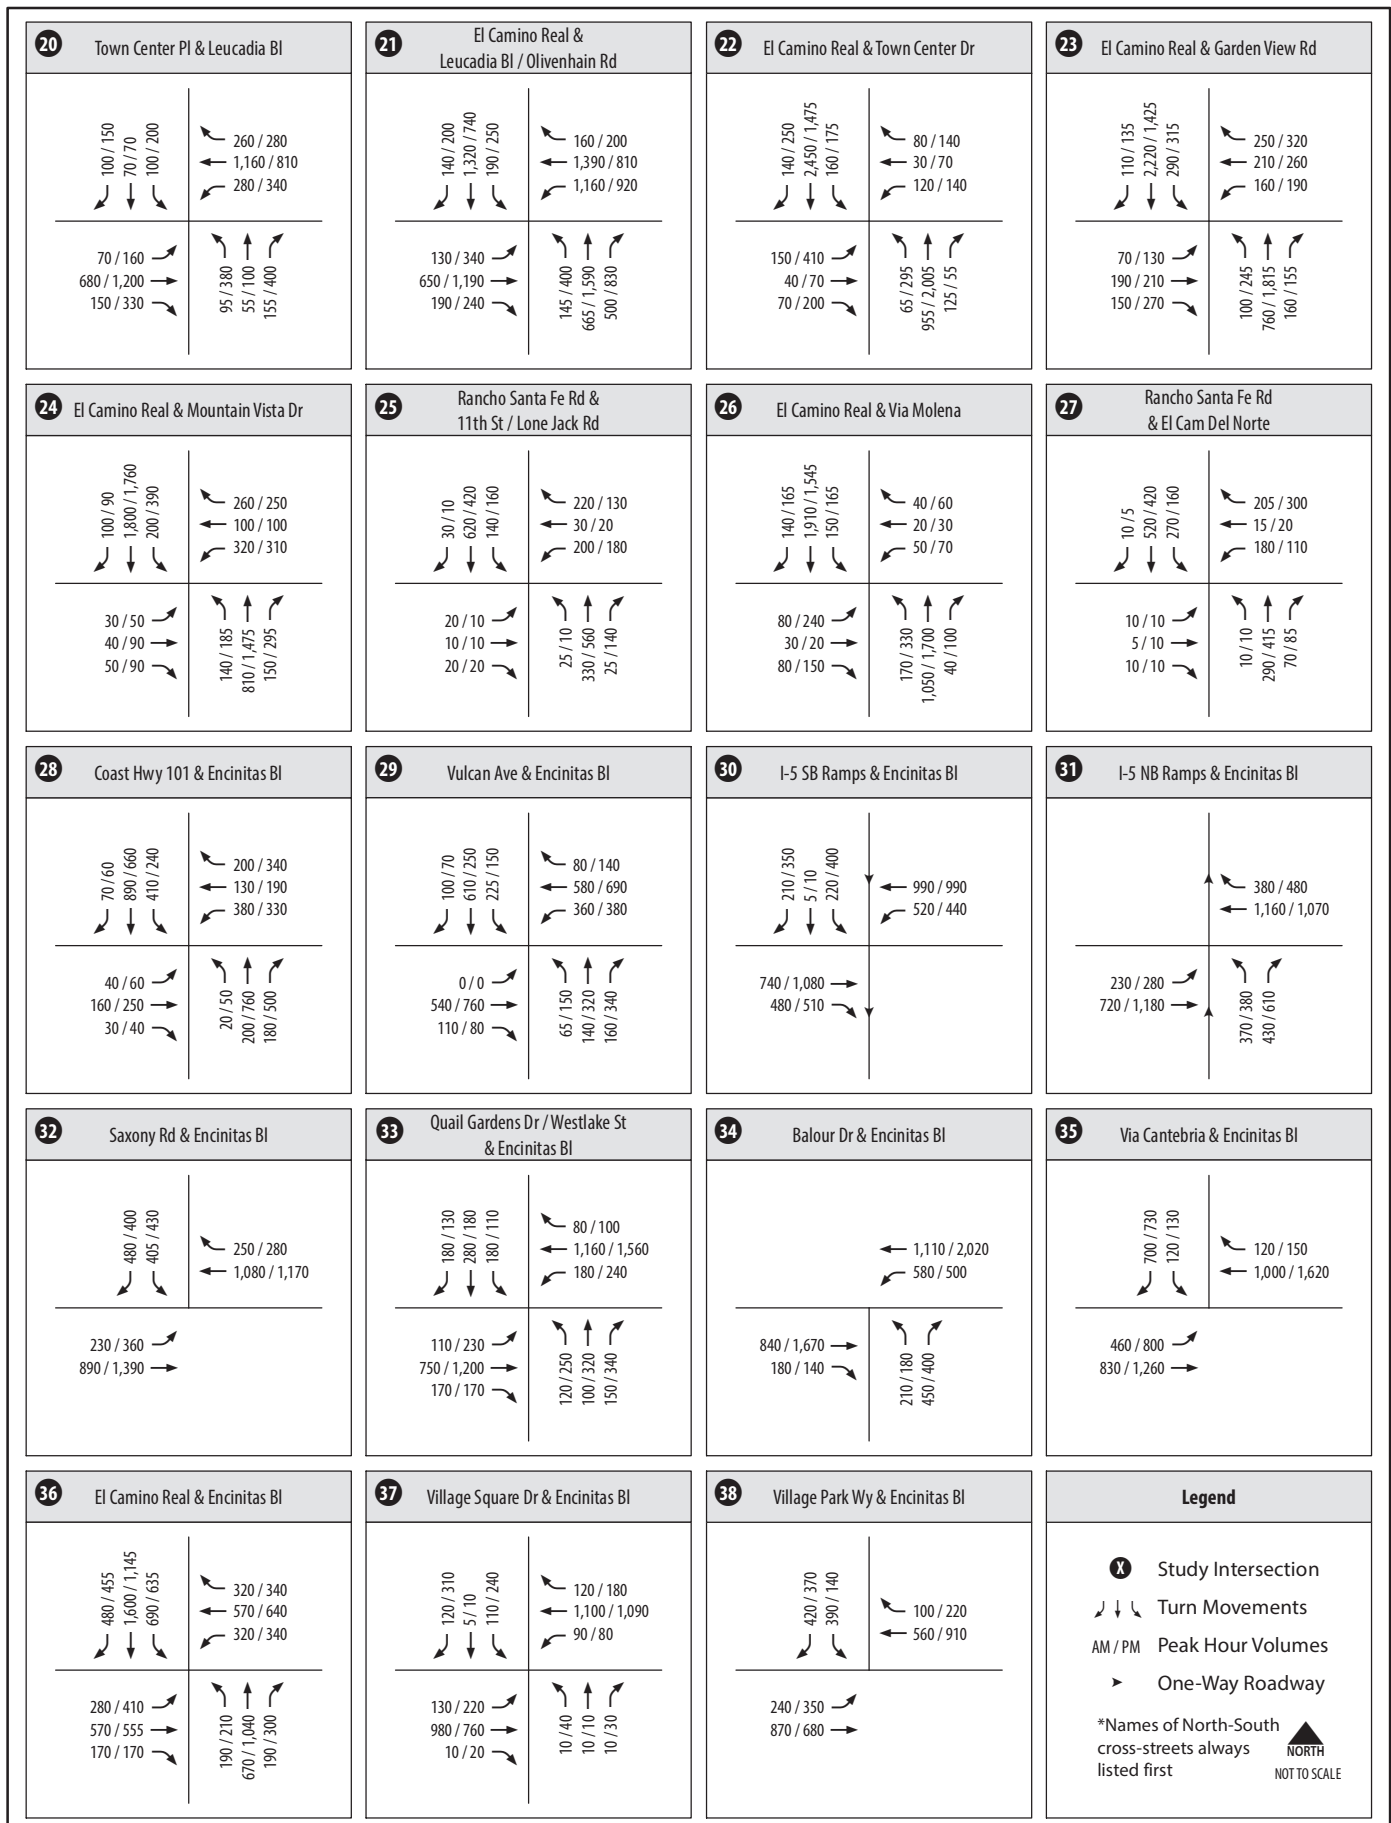 20
Town Center Pl & Leucadia Bl
100 / 150
70 / 70
100 / 200
260 / 280
1,160 / 810
280 / 340
70 / 160
680 / 1,200
150 / 330
95 / 380
55 / 100
155 / 400
21
El Camino Real &
Leucadia Bl / Olivenhain Rd
140 / 200
1,320 / 740
190 / 250
160 / 200
1,390 / 810
1,160 / 920
130 / 340
650 / 1,190
190 / 240
145 / 400
665 / 1,590
500 / 830
22
El Camino Real & Town Center Dr
140 / 250
2,450 / 1,475
160 / 175
80 / 140
30 / 70
120 / 140
150 / 410
40 / 70
70 / 200
65 / 295
955 / 2,005
125 / 55
23
El Camino Real & Garden View Rd
110 / 135
2,220 / 1,425
290 / 315
250 / 320
210 / 260
160 / 190
70 / 130
190 / 210
150 / 270
100 / 245
760 / 1,815
160 / 155
24
El Camino Real & Mountain Vista Dr
100 / 90
1,800 / 1,760
200 / 390
260 / 250
100 / 100
320 / 310
30 / 50
40 / 90
50 / 90
140 / 185
810 / 1,475
150 / 295
25
Rancho Santa Fe Rd &
11th St / Lone Jack Rd
30 / 10
620 / 420
140 / 160
220 / 130
30 / 20
200 / 180
20 / 10
10 / 10
20 / 20
25 / 10
330 / 560
25 / 140
26
El Camino Real & Via Molena
140 / 165
1,910 / 1,545
150 / 165
40 / 60
20 / 30
50 / 70
80 / 240
30 / 20
80 / 150
170 / 330
1,050 / 1,700
40 / 100
27
Rancho Santa Fe Rd
& El Cam Del Norte
10 / 5
520 / 420
270 / 160
205 / 300
15 / 20
180 / 110
10 / 10
5 / 10
10 / 10
10 / 10
290 / 415
70 / 85
28
Coast Hwy 101 & Encinitas Bl
70 / 60
890 / 660
410 / 240
200 / 340
130 / 190
380 / 330
40 / 60
160 / 250
30 / 40
20 / 50
200 / 760
180 / 500
29
Vulcan Ave & Encinitas Bl
100 / 70
610 / 250
225 / 150
80 / 140
580 / 690
360 / 380
0 / 0
540 / 760
110 / 80
65 / 150
140 / 320
160 / 340
30
I-5 SB Ramps & Encinitas Bl
210 / 350
5 / 10
220 / 400
990 / 990
520 / 440
740 / 1,080
480 / 510
31
I-5 NB Ramps & Encinitas Bl
380 / 480
1,160 / 1,070
230 / 280
720 / 1,180
370 / 380
430 / 610
32
Saxony Rd & Encinitas Bl
480 / 400
405 / 430
250 / 280
1,080 / 1,170
230 / 360
890 / 1,390
33
Quail Gardens Dr / Westlake St
& Encinitas Bl
180 / 130
280 / 180
180 / 110
80 / 100
1,160 / 1,560
180 / 240
110 / 230
750 / 1,200
170 / 170
120 / 250
100 / 320
150 / 340
34
Balour Dr & Encinitas Bl
1,110 / 2,020
580 / 500
840 / 1,670
180 / 140
210 / 180
450 / 400
35
Via Cantebria & Encinitas Bl
700 / 730
120 / 130
120 / 150
1,000 / 1,620
460 / 800
830 / 1,260
36
El Camino Real & Encinitas Bl
480 / 455
1,600 / 1,145
690 / 635
320 / 340
570 / 640
320 / 340
280 / 410
570 / 555
170 / 170
190 / 210
670 / 1,040
190 / 300
37
Village Square Dr & Encinitas Bl
120 / 310
5 / 10
110 / 240
120 / 180
1,100 / 1,090
90 / 80
130 / 220
980 / 760
10 / 20
10 / 40
10 / 10
10 / 30
38
Village Park Wy & Encinitas Bl
420 / 370
390 / 140
100 / 220
560 / 910
240 / 350
870 / 680
Legend
X Study Intersection
Turn Movements
AM / PM Peak Hour Volumes
One-Way Roadway
*Names of North-South
cross-streets always
listed first
NORTH
NOT TO SCALE